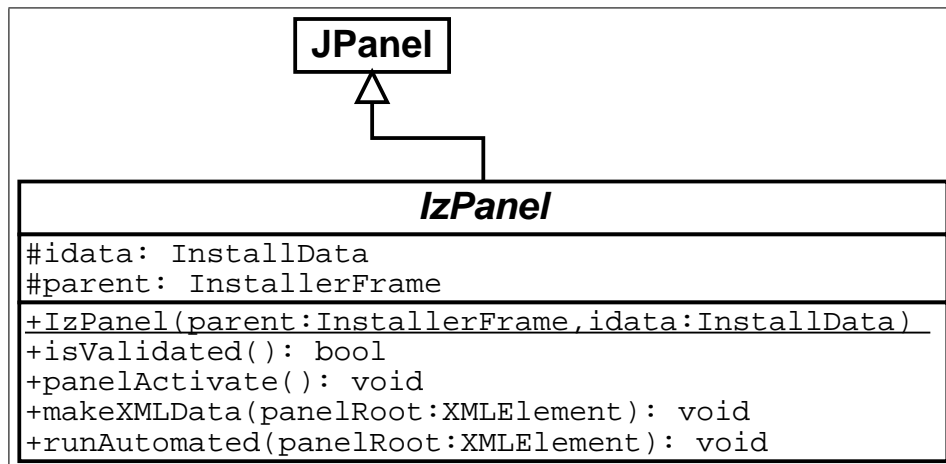 JPanel
IzPanel
#idata: InstallData
#parent: InstallerFrame
+IzPanel(parent:InstallerFrame,idata:InstallData)
+isValidated(): bool
+panelActivate(): void
+makeXMLData(panelRoot:XMLElement): void
+runAutomated(panelRoot:XMLElement): void